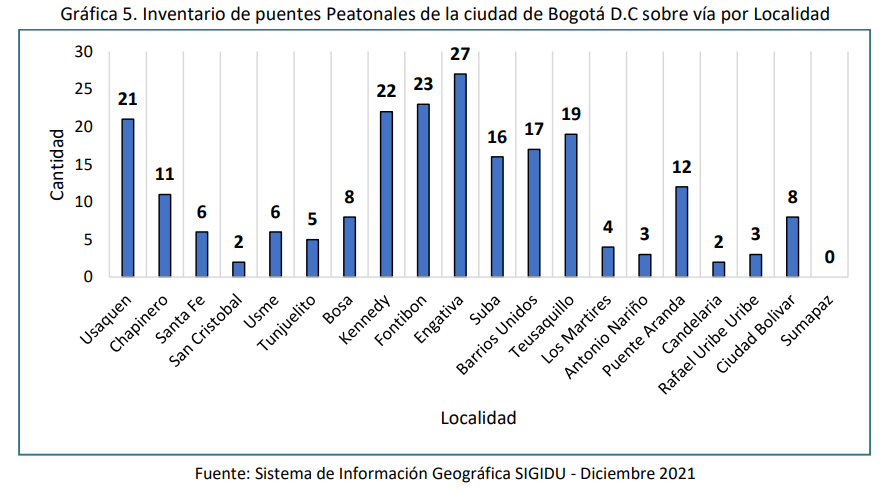 Gráfica 5. Inventario de puentes Peatonales de la ciudad de Bogotá D.C sobre vía por Localidad
30
25
20
15
10
5
0
Cantidad
21
11
6
2
6
5
8
22
23
27
16
17
19
4
3
12
2
3
8
0
Usaquen
Chapinero
Santa Fe
San Cristobal
Usme
Tunjuelito
Bosa
Kennedy
Fontibon
Engativa
Suba
Barrios Unidos
Teusaquillo
Los Martires
Antonio Nariño
Puente Aranda
Candelaria
Rafael Uribe Uribe
Ciudad Bolivar
Sumapaz
Localidad
Fuente: Sistema de Información Geográfica SIGIDU - Diciembre 2021